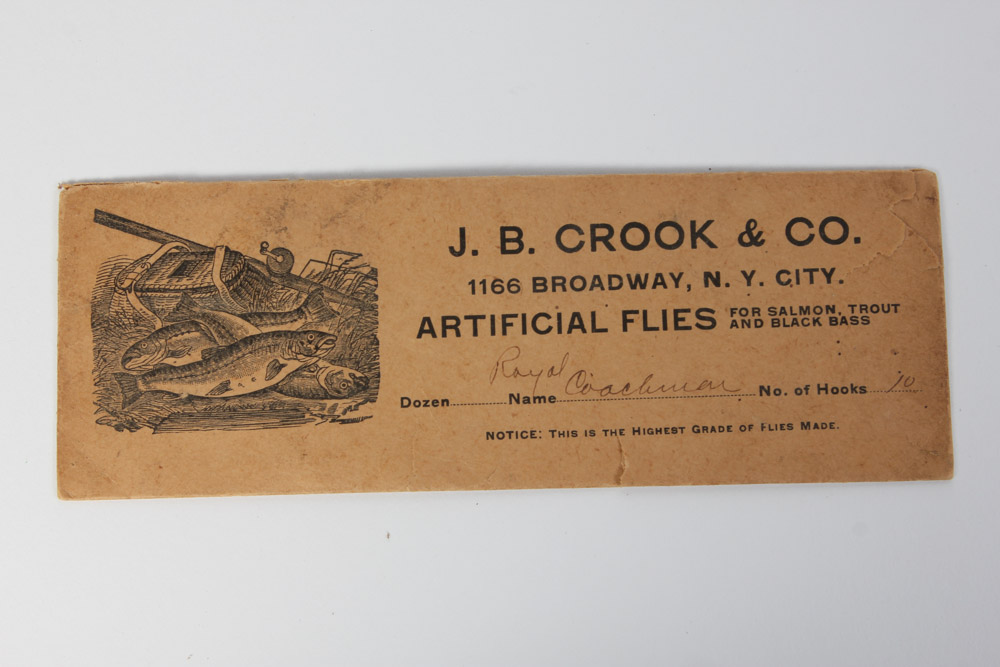 J. B. CROOK & CO.
1166 BROADWAY, N. Y. CITY.
ARTIFICIAL FLIES FOR SALMON, TROUT AND BLACK BASS
Dozen........ Name Royal Coachman No. of Hooks 10
NOTICE: THIS IS THE HIGHEST GRADE OF FLIES MADE.